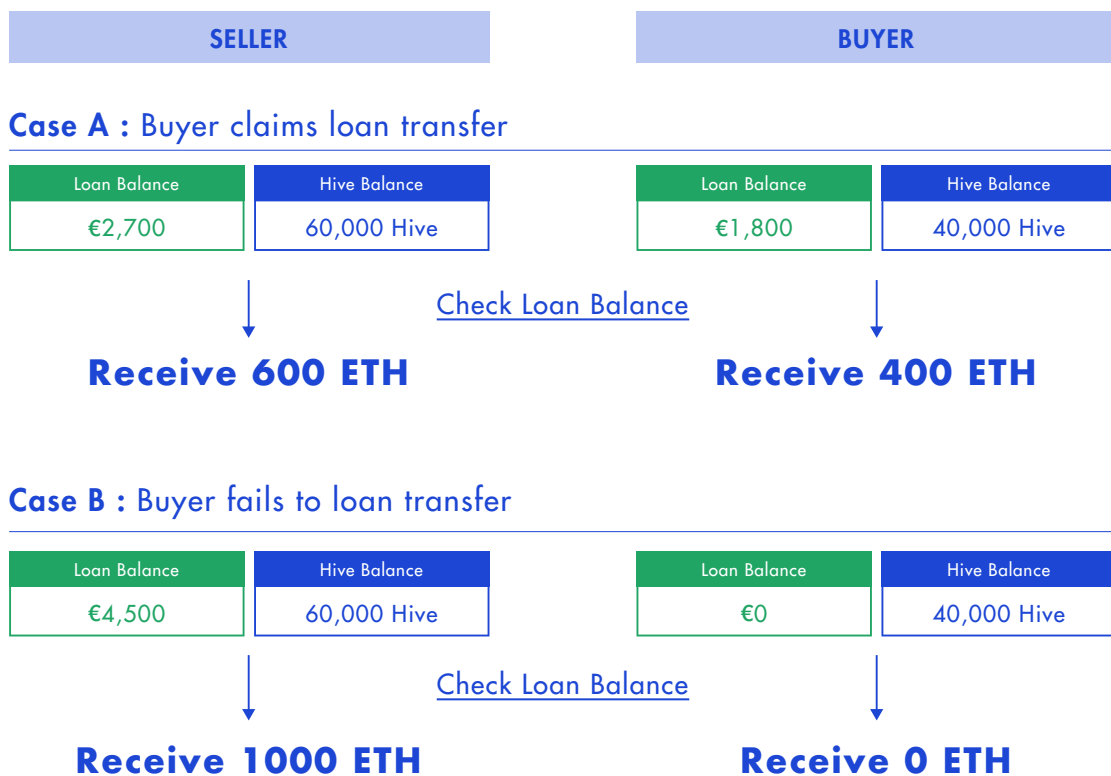 SELLER BUYER
Case A : Buyer claims loan transfer
Loan Balance Hive Balance Loan Balance Hive Balance
€2,700 60,000 Hive €1,800 40,000 Hive
Check Loan Balance
Receive 600 ETH Receive 400 ETH
Case B : Buyer fails to loan transfer
Loan Balance Hive Balance Loan Balance Hive Balance
€4,500 60,000 Hive €0 40,000 Hive
Check Loan Balance
Receive 1000 ETH Receive 0 ETH